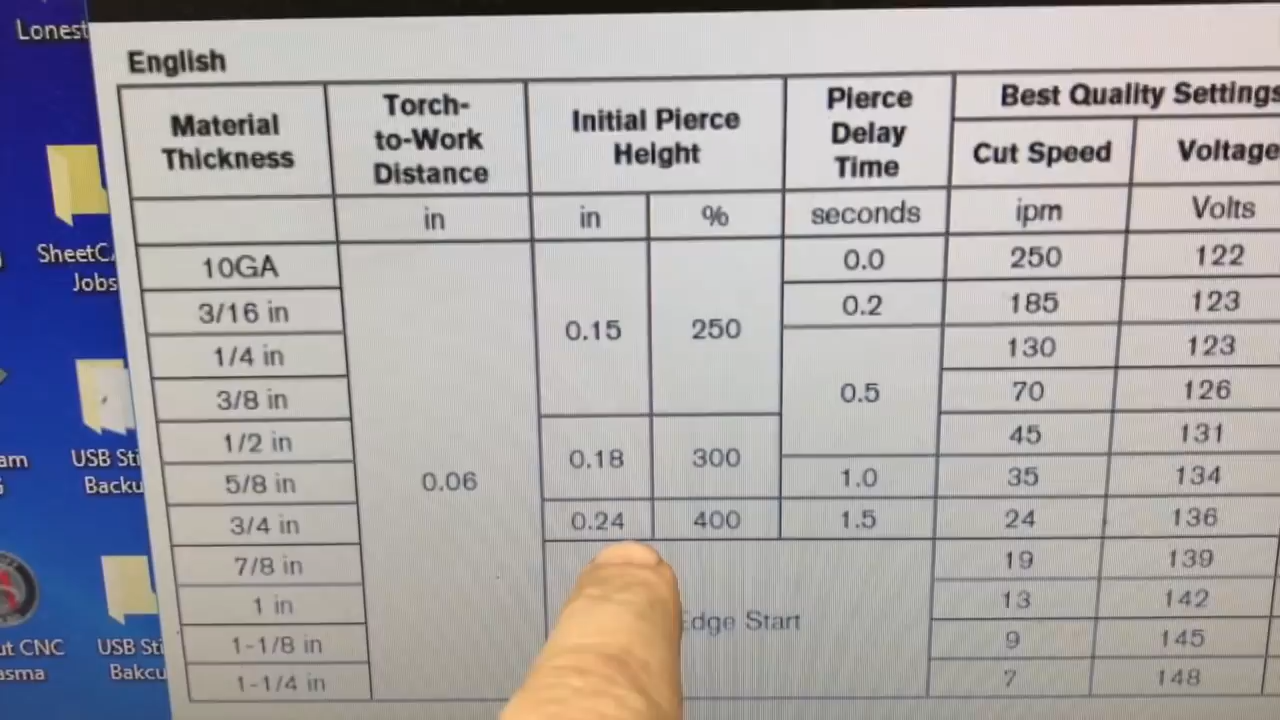 Lonest
English
Material Thickness
Torch-to-Work Distance
Initial Pierce Height
Pierce Delay Time
Best Quality Settings
Cut Speed
Voltage
in
in
%
seconds
ipm
Volts
10GA
0.0
250
122
SheetC
Jobs
3/16 in
0.15
250
0.2
185
123
1/4 in
130
123
3/8 in
0.5
70
126
1/2 in
45
131
am
USB Sti
Backu
5/8 in
0.06
0.18
300
1.0
35
134
3/4 in
0.24
400
1.5
24
136
7/8 in
19
139
1 in
Edge Start
13
142
ut CNC
asma
USB Sti
Bakcu
1-1/8 in
9
145
1-1/4 in
7
148